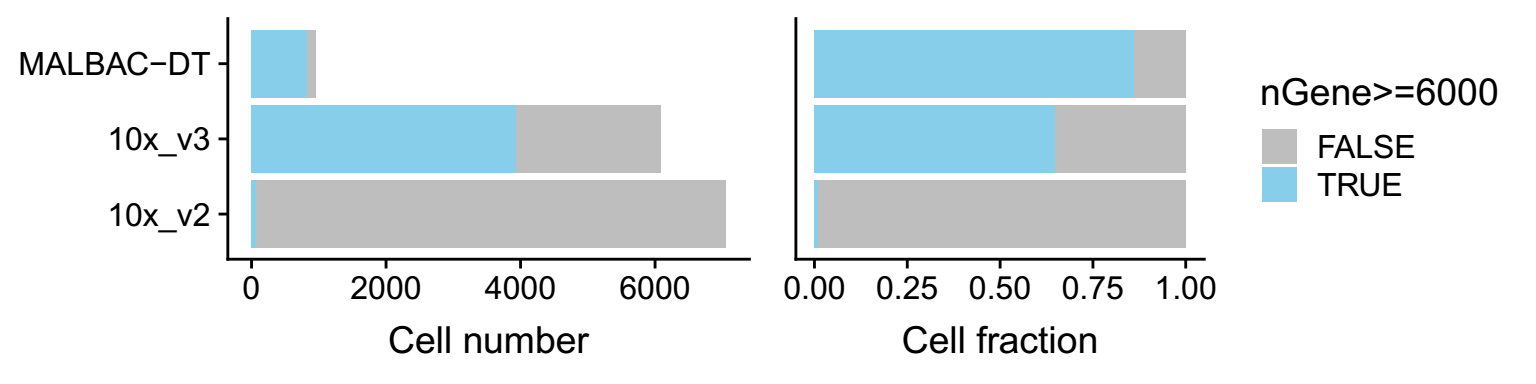 MALBAC−DT
10x_v3
10x_v2
0 2000 4000 6000
Cell number
0.00 0.25 0.50 0.75 1.00
Cell fraction
nGene>=6000
FALSE
TRUE